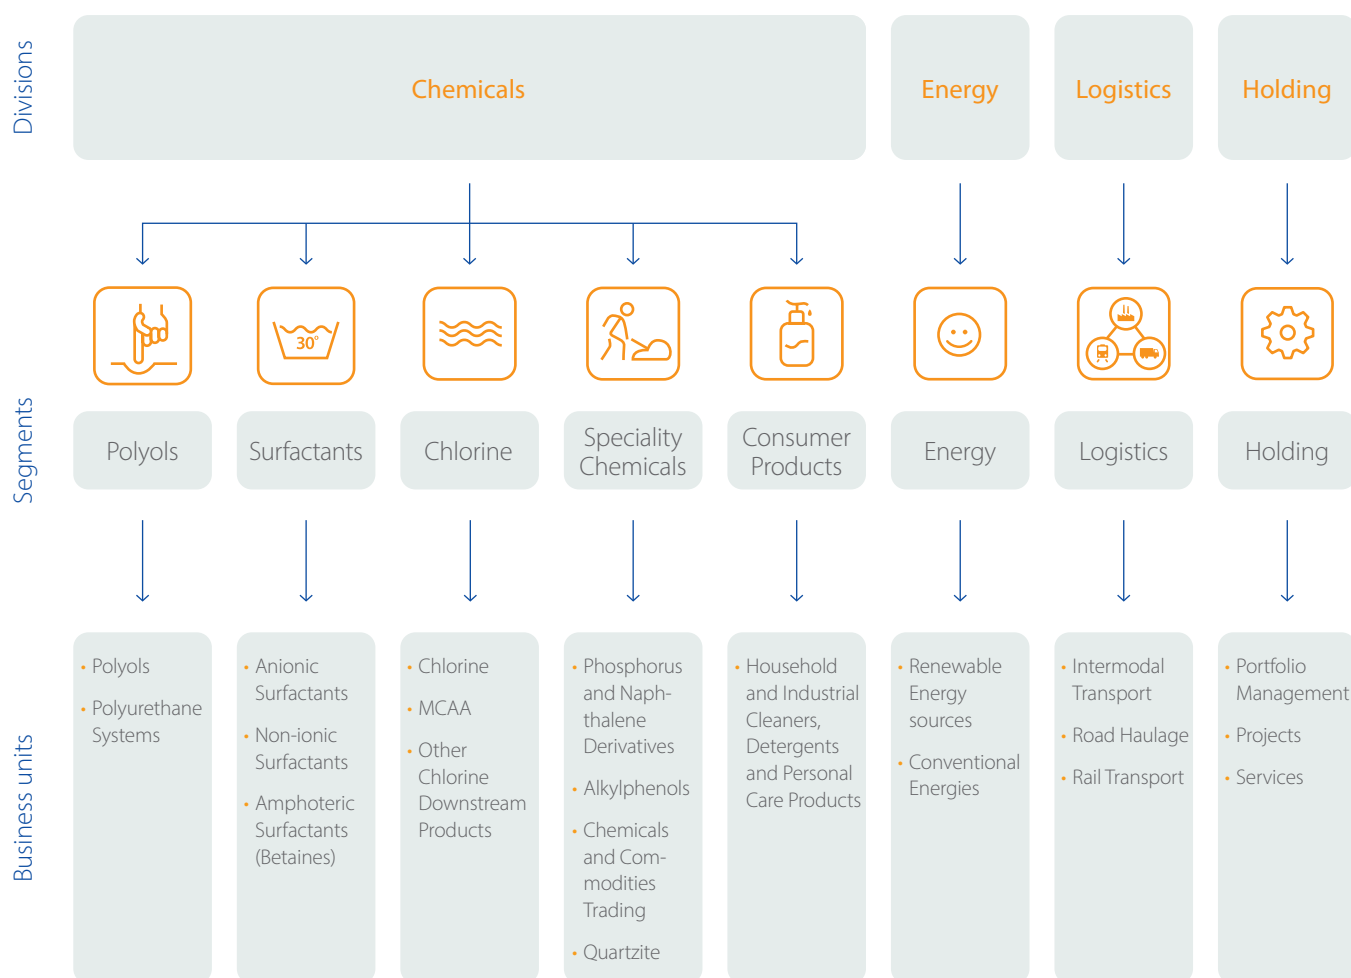 Divisions
Chemicals
Energy
Logistics
Holding
30°
Segments
Polyols
Surfactants
Chlorine
Speciality
Chemicals
Consumer
Products
Energy
Logistics
Holding
Business units
• Polyols
• Polyurethane
Systems
• Anionic
Surfactants
• Non-ionic
Surfactants
• Amphoteric
Surfactants
(Betaines)
• Chlorine
• MCAA
• Other
Chlorine
Downstream
Products
• Phosphorus
and Naph-
thalene
Derivatives
• Alkylphenols
• Chemicals
and Com-
modities
Trading
• Quartzite
• Household
and Industrial
Cleaners,
Detergents
and Personal
Care Products
• Renewable
Energy
sources
• Conventional
Energies
• Intermodal
Transport
• Road Haulage
• Rail Transport
• Portfolio
Management
• Projects
• Services